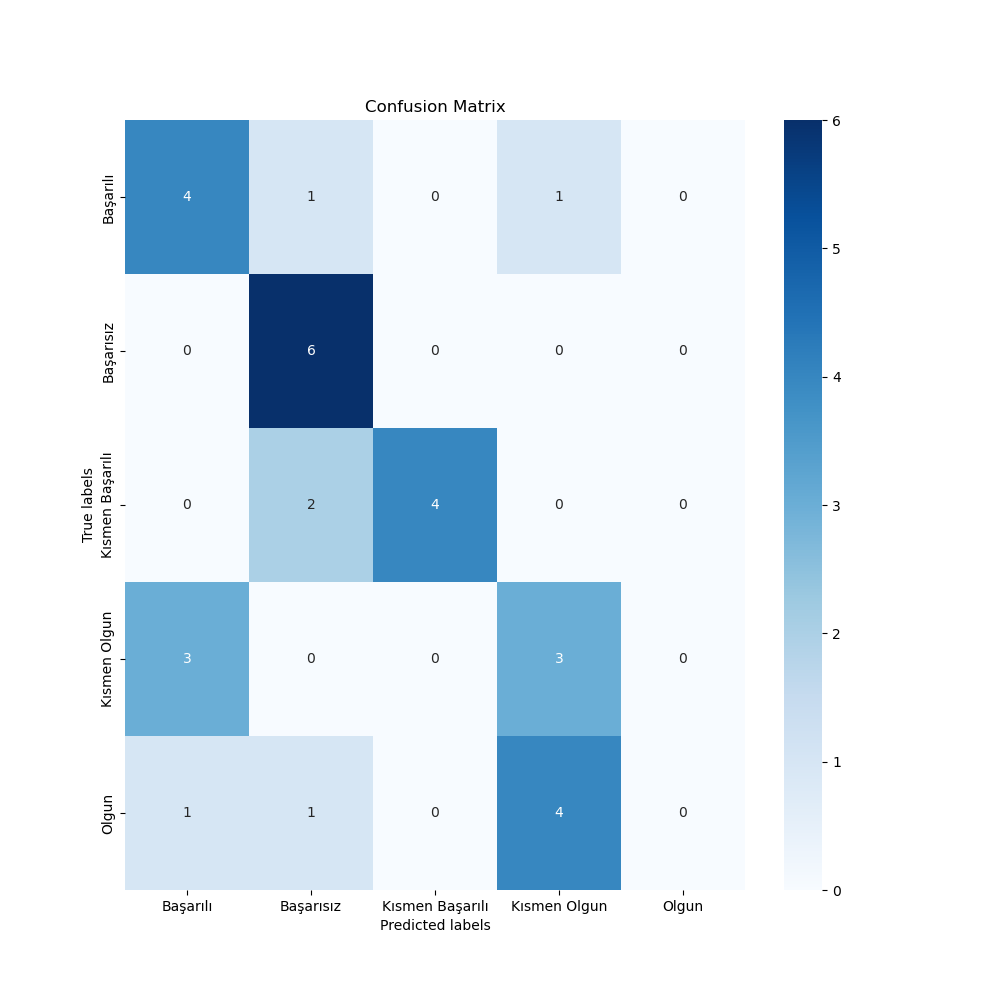 Confusion Matrix
True labels
Başarılı
4 1 0 1 0
Başarısız
0 6 0 0 0
Kısmen Başarılı
0 2 4 0 0
Kısmen Olgun
3 0 0 3 0
Olgun
1 1 0 4 0
Başarılı Başarısız Kısmen Başarılı Kısmen Olgun Olgun
Predicted labels
6
5
4
3
2
1
0